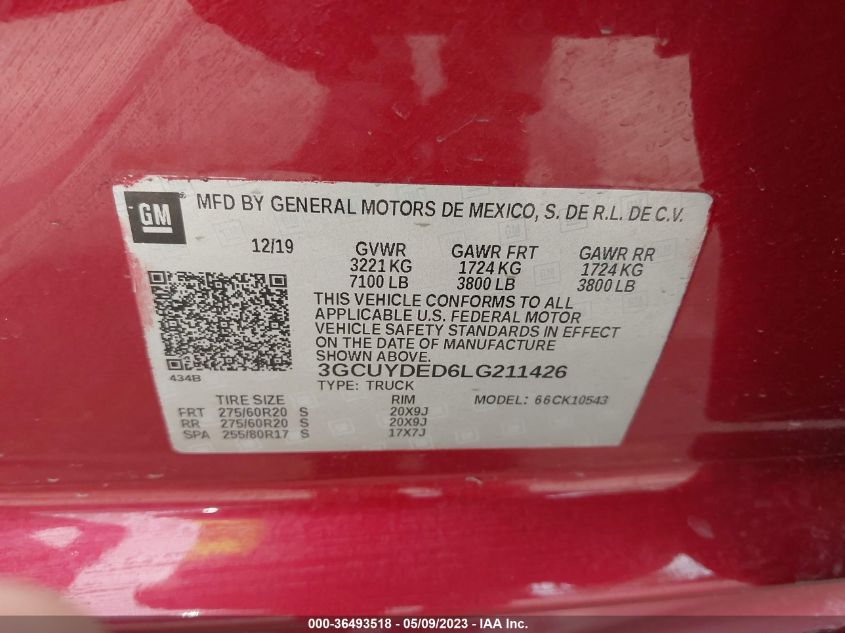 GM MFD BY GENERAL MOTORS DE MEXICO, S. DE R.L. DE C.V.
12/19 GVWR GAWR FRT GAWR RR
3221 KG 1724 KG 1724 KG
7100 LB 3800 LB 3800 LB
THIS VEHICLE CONFORMS TO ALL
APPLICABLE U.S. FEDERAL MOTOR
VEHICLE SAFETY STANDARDS IN EFFECT
ON THE DATE OF MANUFACTURE
SHOWN ABOVE.
434B
3GCUYDED6LG211426
TYPE: TRUCK
TIRE SIZE RIM MODEL: 66CK10543
FRT 275/60R20 S 20X9J
RR 275/60R20 S 20X9J
SPA 255/80R17 S 17X7J
000-36493518 - 05/09/2023 - IAA Inc.